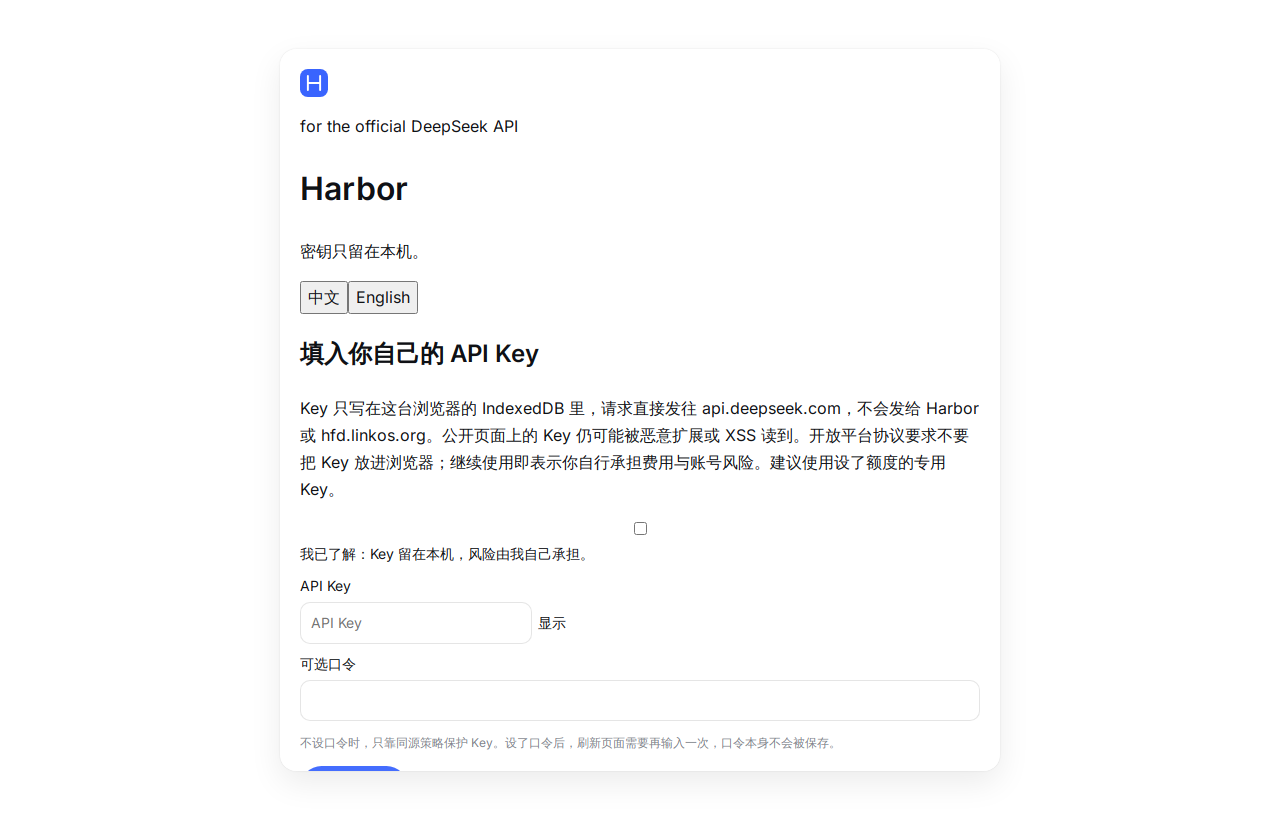 H
for the official DeepSeek API
Harbor
密钥只留在本机。
中文 English
填入你自己的 API Key
Key 只写在这台浏览器的 IndexedDB 里，请求直接发往 api.deepseek.com，不会发给 Harbor
或 hfd.linkos.org。公开页面上的 Key 仍可能被恶意扩展或 XSS 读到。开放平台协议要求不要
把 Key 放进浏览器；继续使用即表示你自行承担费用与账号风险。建议使用设了额度的专用
Key。
我已了解：Key 留在本机，风险由我自己承担。
API Key
API Key 显示
可选口令
不设口令时，只靠同源策略保护 Key。设了口令后，刷新页面需要再输入一次，口令本身不会被保存。